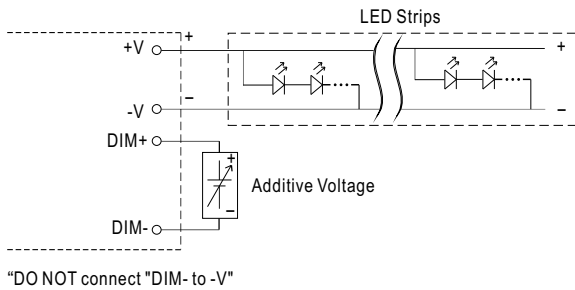 LED Strips
+V + +
-V − −
DIM+
+
Additive Voltage
−
DIM-
“DO NOT connect "DIM- to -V"